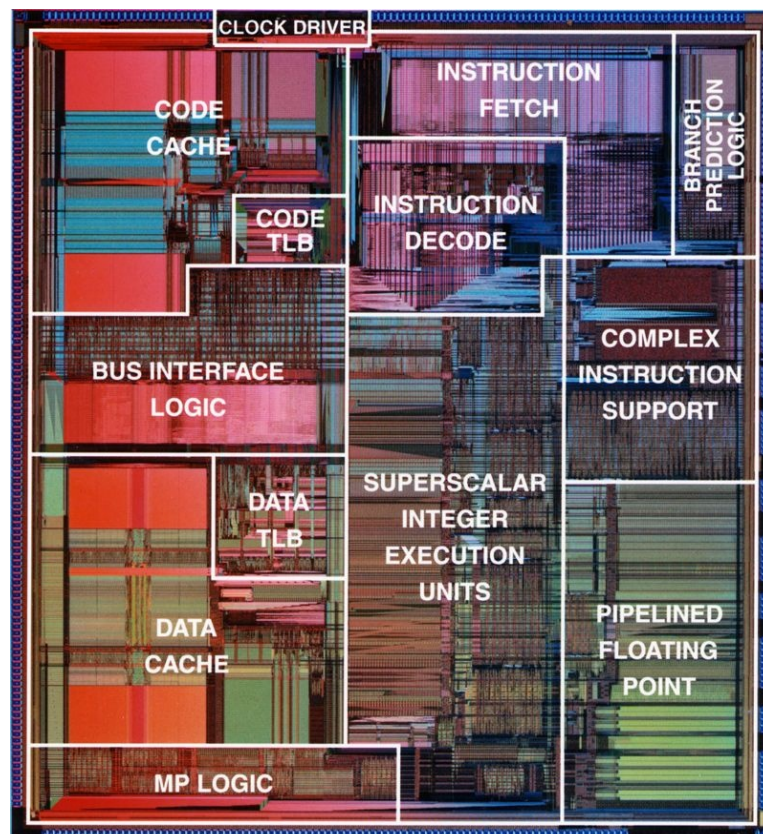 CLOCK DRIVER
CODE
CACHE
CODE
TLB
INSTRUCTION
FETCH
BRANCH
PREDICTION
LOGIC
INSTRUCTION
DECODE
BUS INTERFACE
LOGIC
COMPLEX
INSTRUCTION
SUPPORT
DATA
TLB
SUPERSCALAR
INTEGER
EXECUTION
UNITS
DATA
CACHE
PIPELINED
FLOATING
POINT
MP LOGIC